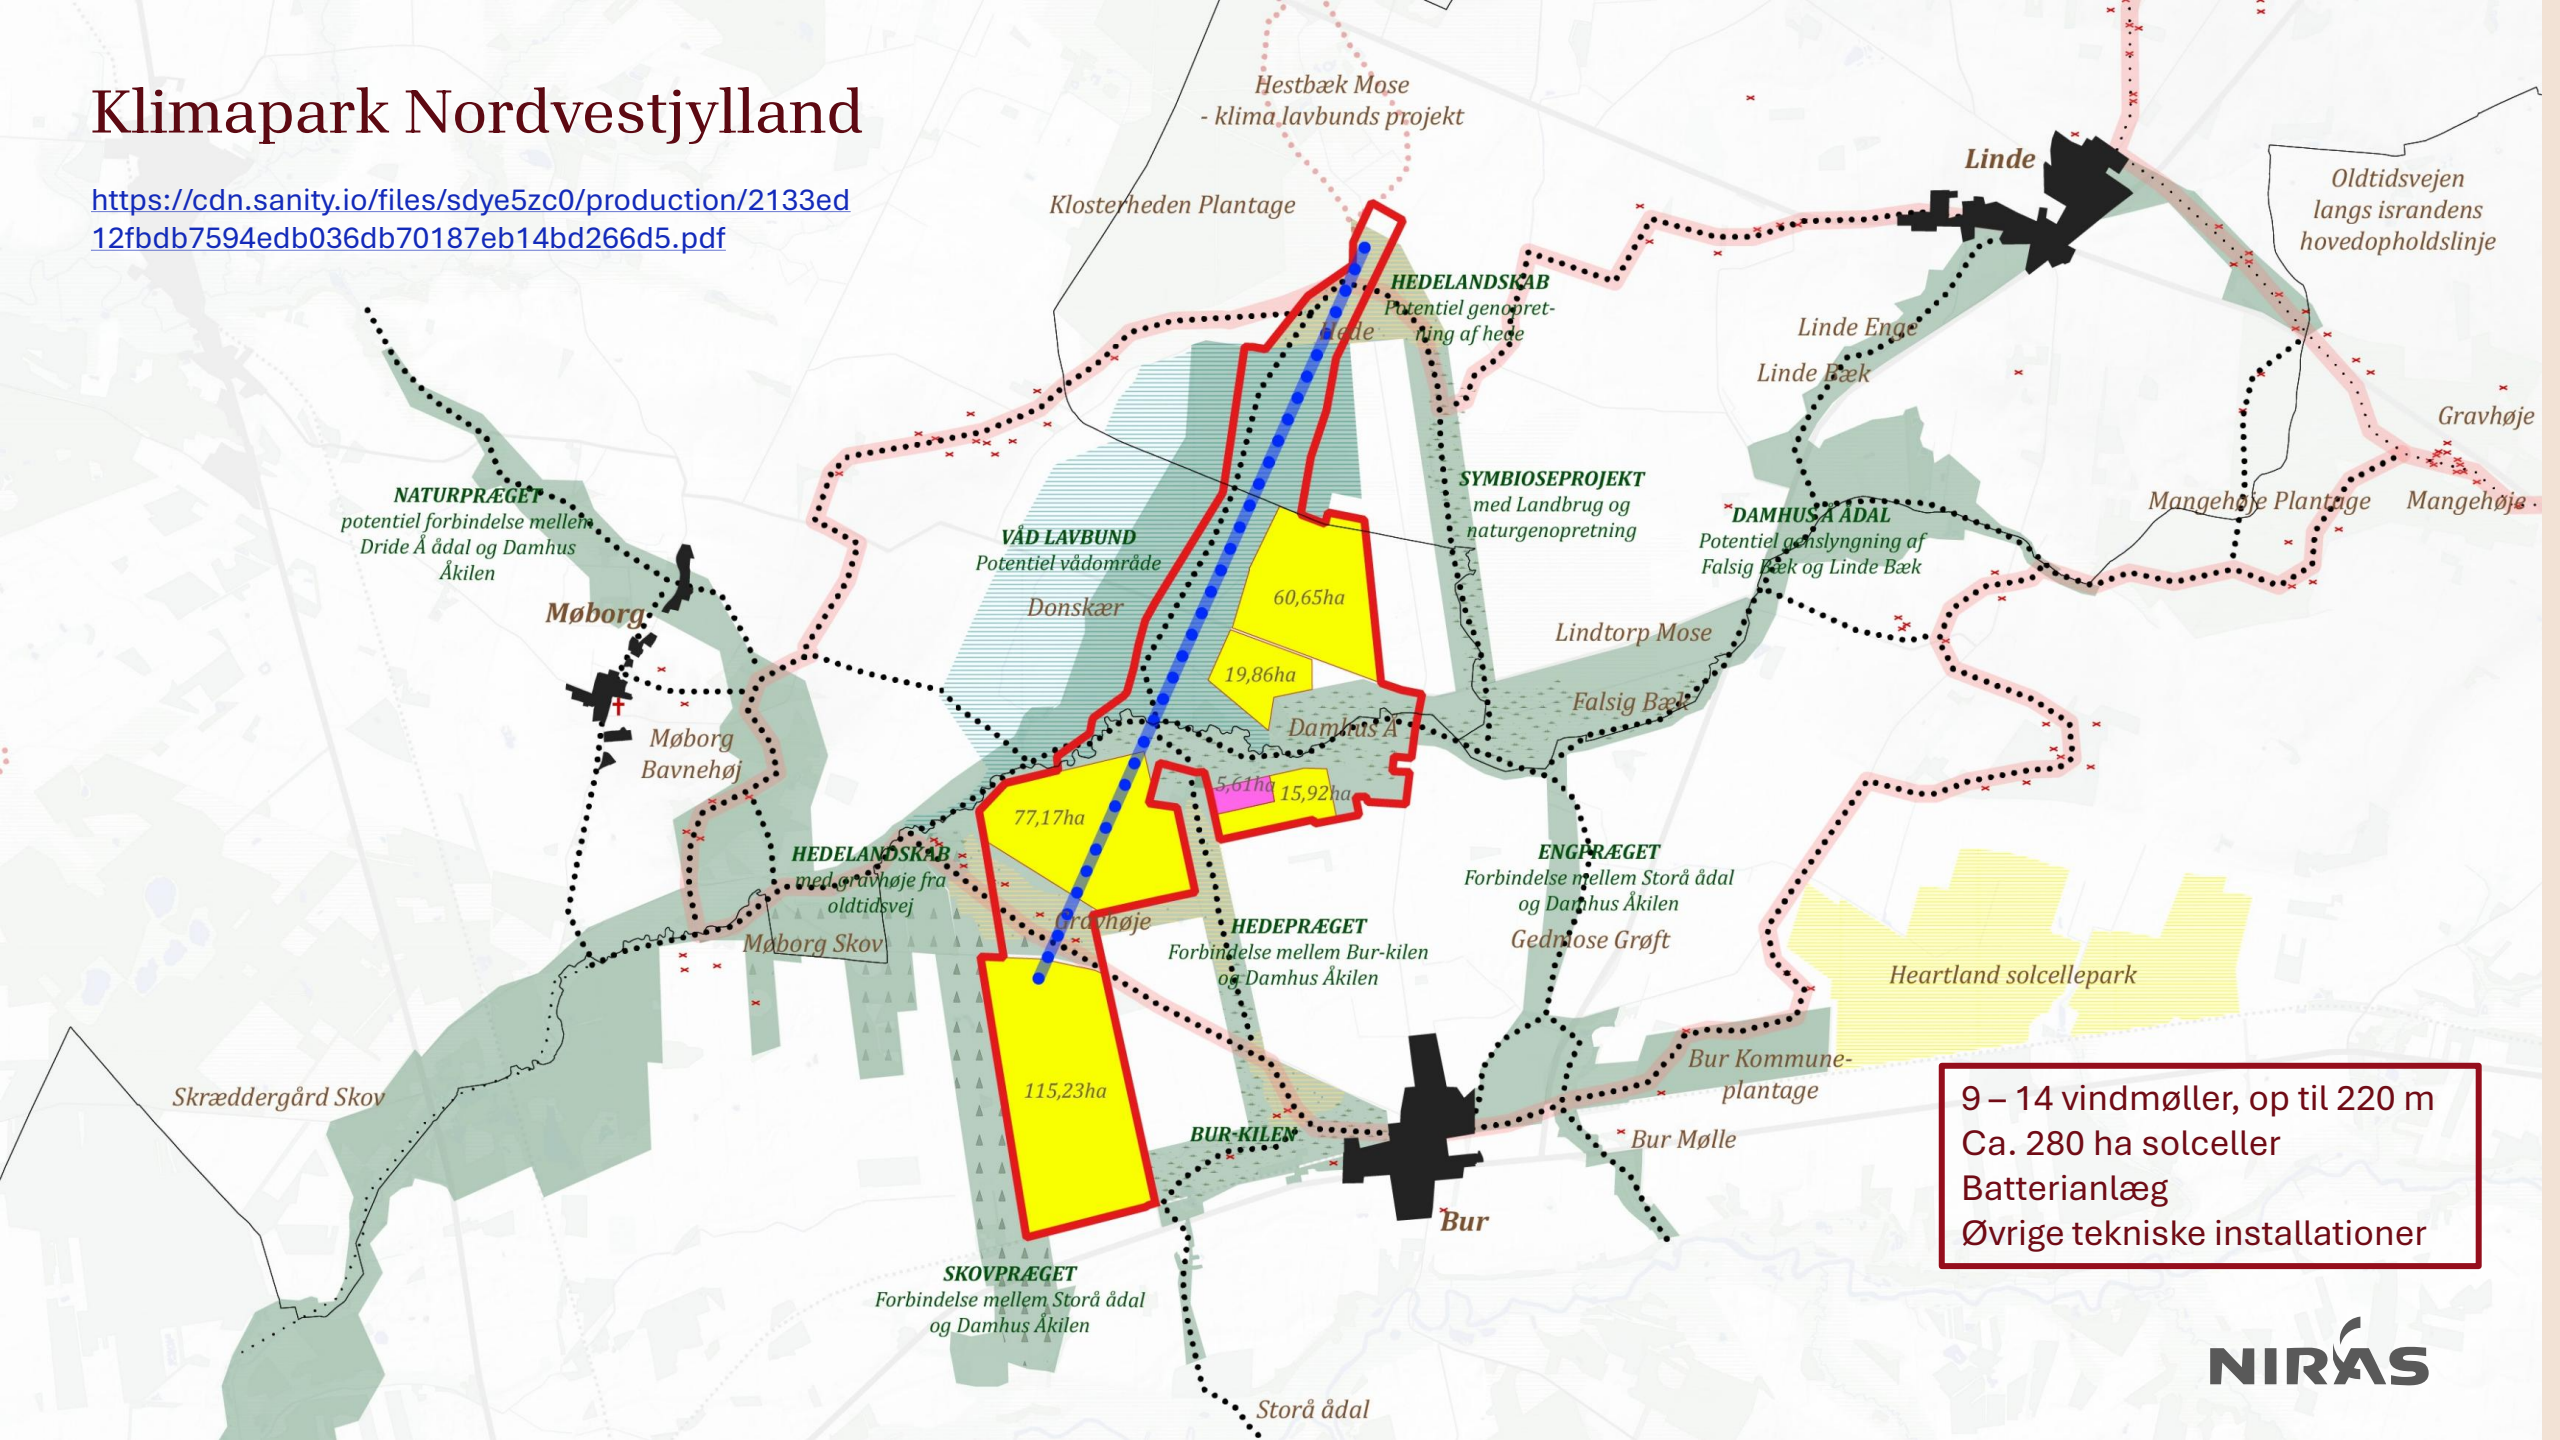 Klimapark Nordvestjylland
https://cdn.sanity.io/files/sdye5zc0/production/2133ed
12fbdb7594edb036db70187eb14bd266d5.pdf
Hestbæk Mose
- klima lavbunds projekt
Klosterheden Plantage
Linde
Oldtidsvejen
langs israndens
hovedopholdslinje
HEDELANDSKAB
Potentiel genopret-
ning af hede
Hede
Linde Enge
Linde Bæk
Gravhøje
NATURPRÆGET
potentiel forbindelse mellem
Dride Å ådal og Damhus
Åkilen
SYMBIOSEPROJEKT
med Landbrug og
naturgenopretning
Mangehøje Plantage
Mangehøje
DAMHUS Å ÅDAL
Potentiel genslyngning af
Falsig Bæk og Linde Bæk
VÅD LAVBUND
Potentiel vådområde
Donskær
60,65ha
Møborg
Lindtorp Mose
19,86ha
Falsig Bæk
Damhus Å
Møborg
Bavnehøj
5,61ha
15,92ha
77,17ha
HEDELANDSKAB
med gravhøje fra
oldtidsvej
ENGPRÆGET
Forbindelse mellem Storå ådal
og Damhus Åkilen
Gravhøje
HEDEPRÆGET
Forbindelse mellem Bur-kilen
og Damhus Åkilen
Møborg Skov
Gedmose Grøft
Heartland solcellepark
Bur Kommune-
plantage
115,23ha
Skræddergård Skov
BUR-KILEN
Bur Mølle
Bur
9 – 14 vindmøller, op til 220 m
Ca. 280 ha solceller
Batterianlæg
Øvrige tekniske installationer
SKOVPRÆGET
Forbindelse mellem Storå ådal
og Damhus Åkilen
Storå ådal
NIRAS